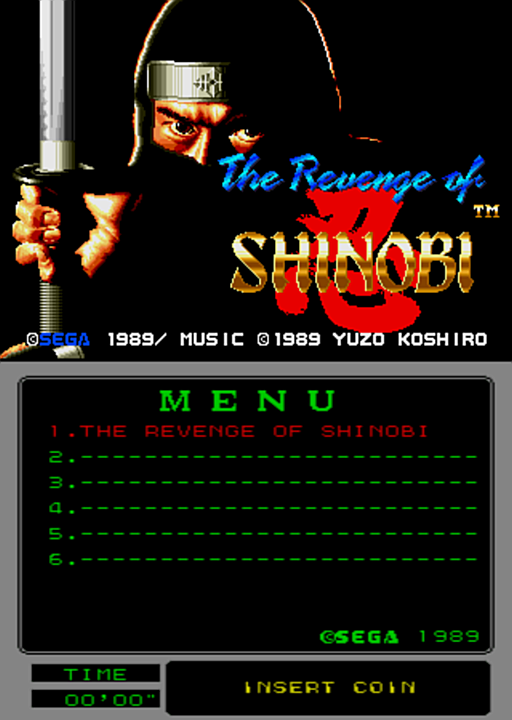 The Revenge of
TM
忍
SHINOBI
©SEGA 1989/ MUSIC ©1989 YUZO KOSHIRO
MENU
1.THE REVENGE OF SHINOBI
2.--------------------------
3.--------------------------
4.--------------------------
5.--------------------------
6.--------------------------
©SEGA 1989
TIME
00'00"
INSERT COIN